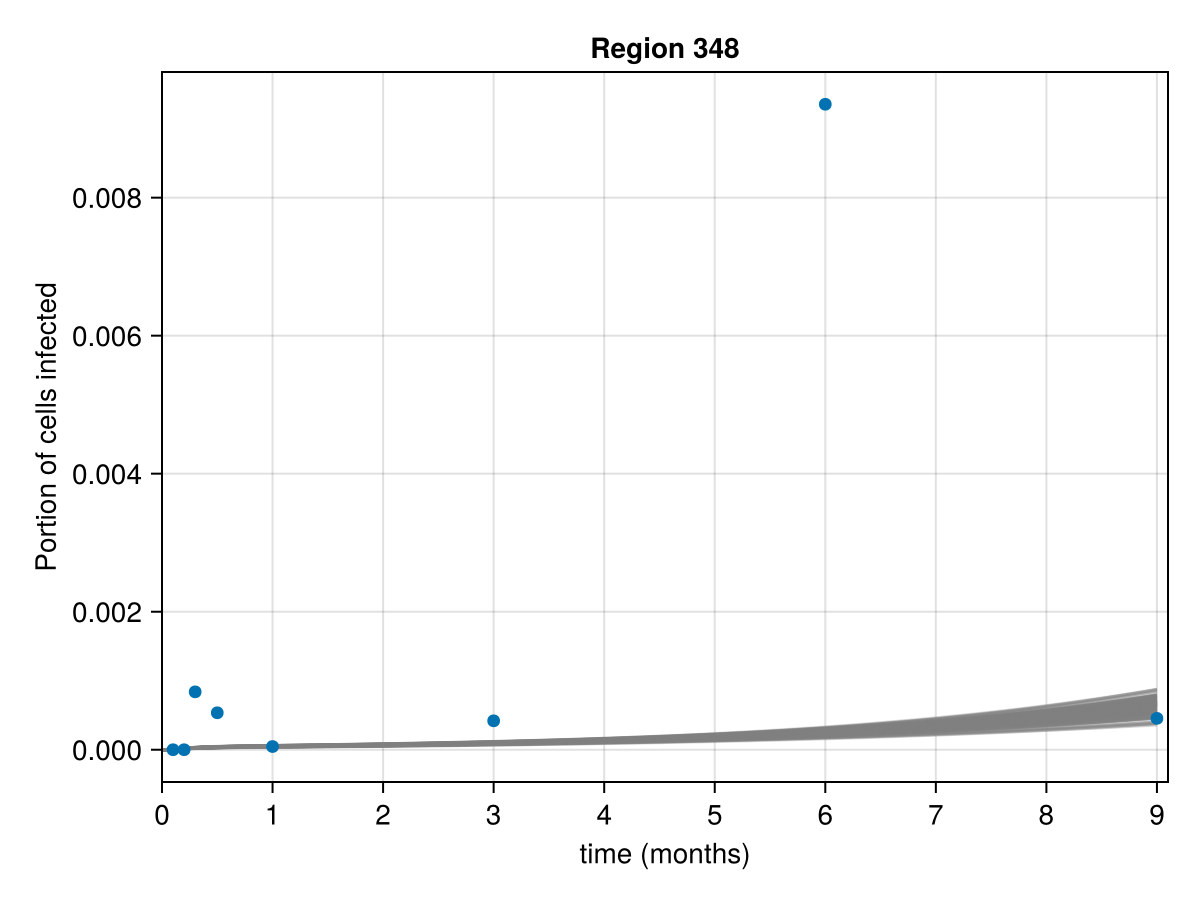 Region 348
Portion of cells infected
0.008
0.006
0.004
0.002
0.000
0 1 2 3 4 5 6 7 8 9
time (months)